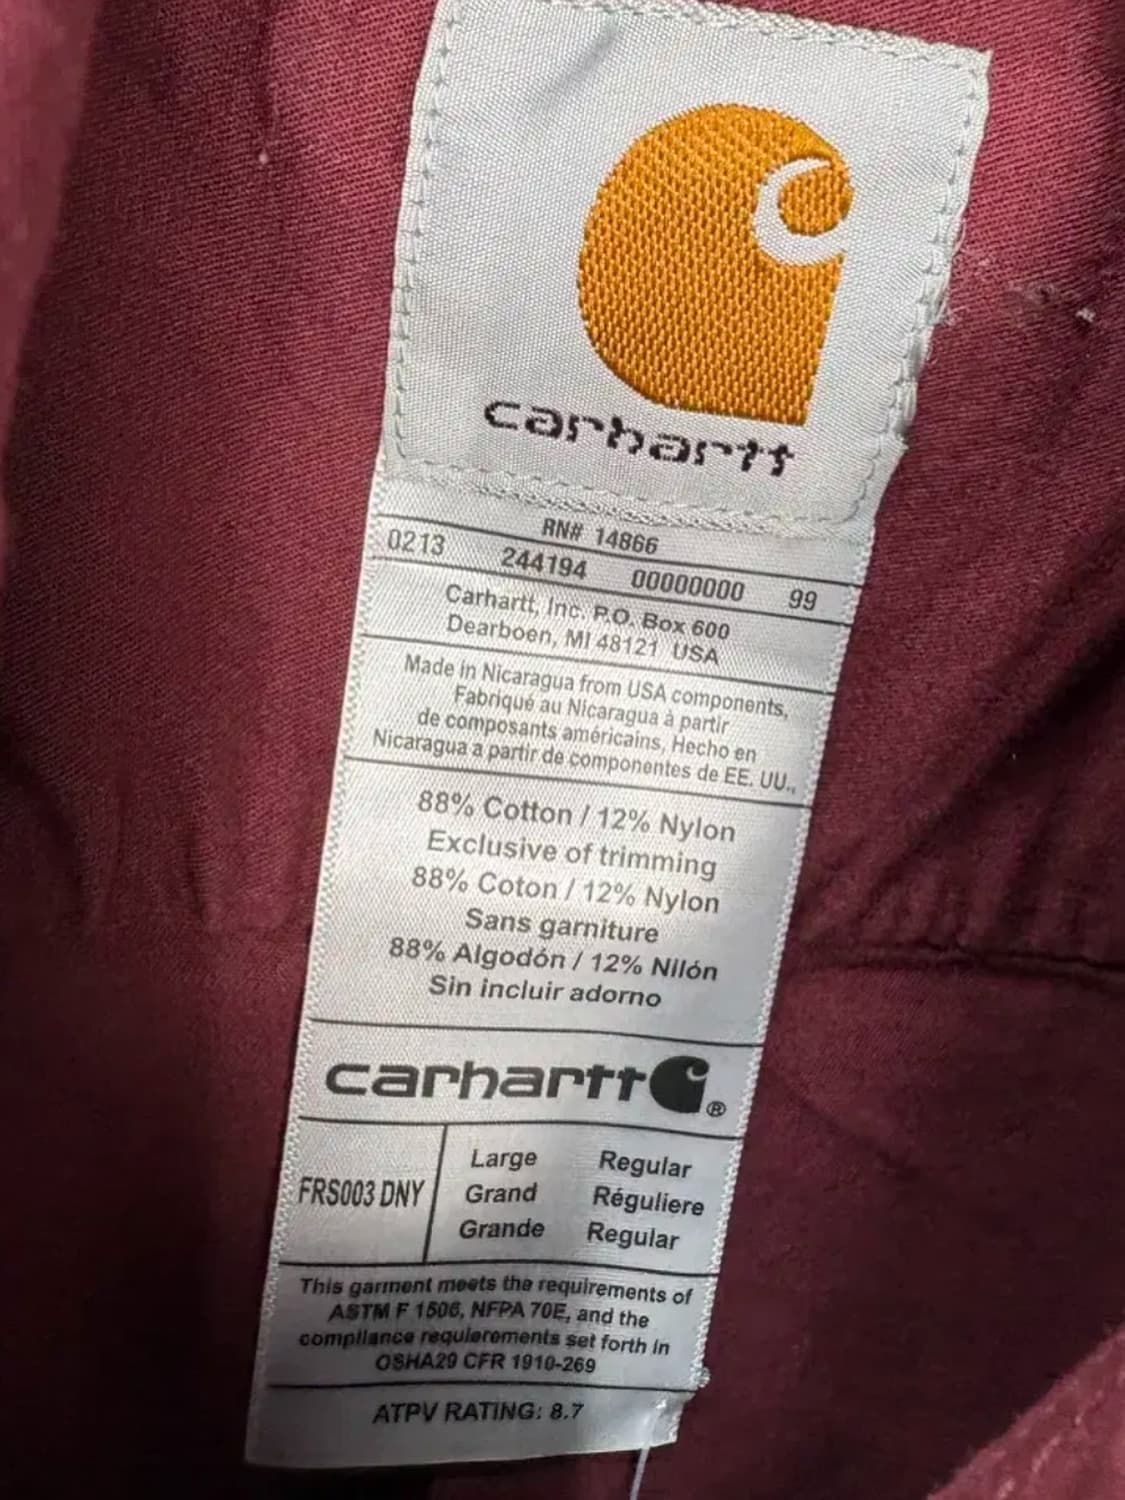 carhartt
RN# 14866
0213 244194 00000000 99
Carhartt, Inc. P.O. Box 600
Dearboen, MI 48121 USA
Made in Nicaragua from USA components,
Fabriqué au Nicaragua à partir
de composants américains, Hecho en
Nicaragua a partir de componentes de EE. UU.,
88% Cotton / 12% Nylon
Exclusive of trimming
88% Coton / 12% Nylon
Sans garniture
88% Algodón / 12% Nilón
Sin incluir adorno
carhartt ®
FRS003 DNY
Large Regular
Grand Réguliere
Grande Regular
This garment meets the requirements of
ASTM F 1506, NFPA 70E, and the
compliance requierements set forth in
OSHA29 CFR 1910-269
ATPV RATING: 8.7